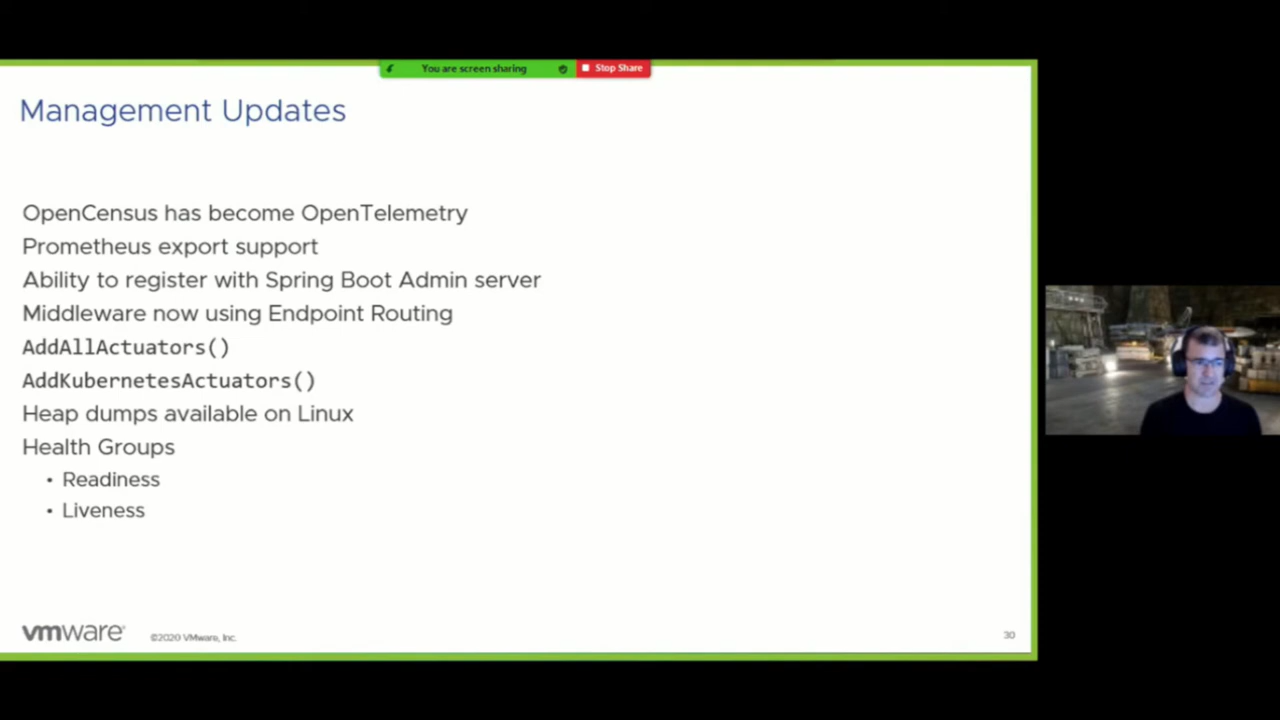 You are screen sharing
Stop Share
Management Updates
OpenCensus has become OpenTelemetry
Prometheus export support
Ability to register with Spring Boot Admin server
Middleware now using Endpoint Routing
AddAllActuators()
AddKubernetesActuators()
Heap dumps available on Linux
Health Groups
• Readiness
• Liveness
vmware®
©2020 VMware, Inc.
30